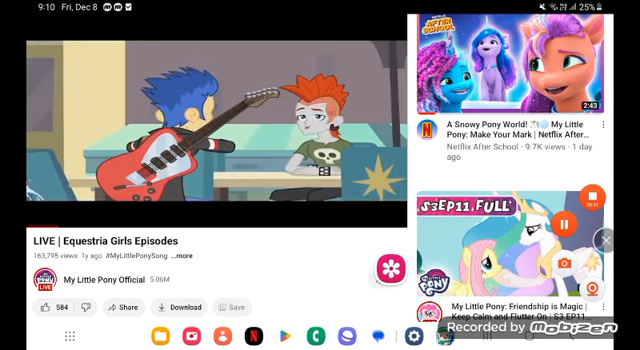 9:10 Fri, Dec 8
25%
NETFLIX
AFTER
SCHOOL
2:43
A Snowy Pony World! My Little
Pony: Make Your Mark | Netflix After...
Netflix After School · 9.7K views · 1 day
ago
LIVE | Equestria Girls Episodes
163,795 views 1y ago #MyLittlePonySong ...more
LIVE
My Little Pony Official 5.06M
584
Share
Download
Save
S3EP11 FULL
My Little Pony: Friendship is Magic |
Keep Calm and Flutter On | S3 EP11...
Recorded by mobizen